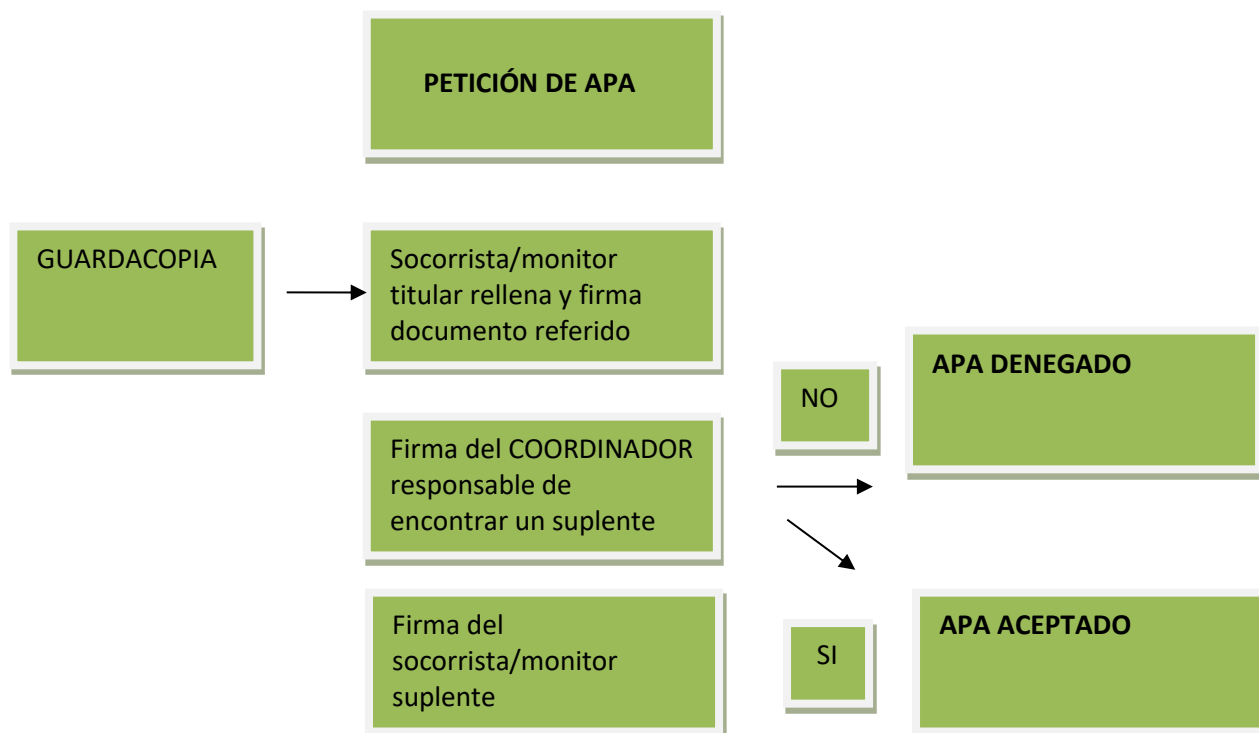 PETICIÓN DE APA
GUARDACOPIA
Socorrista/monitor
titular rellena y firma
documento referido
APA DENEGADO
NO
Firma del COORDINADOR
responsable de
encontrar un suplente
Firma del
socorrista/monitor
suplente
SI
APA ACEPTADO